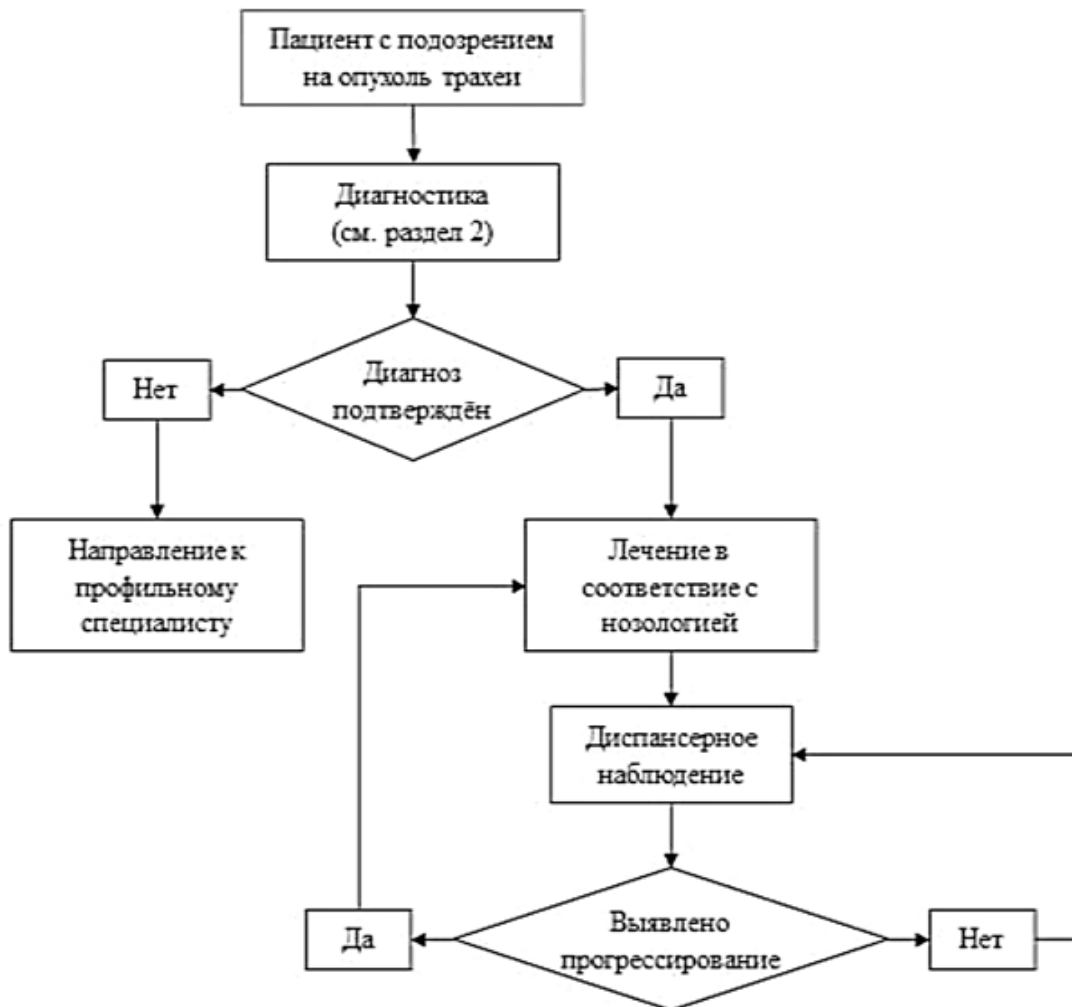 Пациент с подозрением
на опухоль трахеи
Диагностика
(см. раздел 2)
Диагноз
подтверждён
Нет
Да
Направление к
профильному
специалисту
Лечение в
соответствие с
нозологией
Диспансерное
наблюдение
Выявлено
прогрессирование
Да
Нет